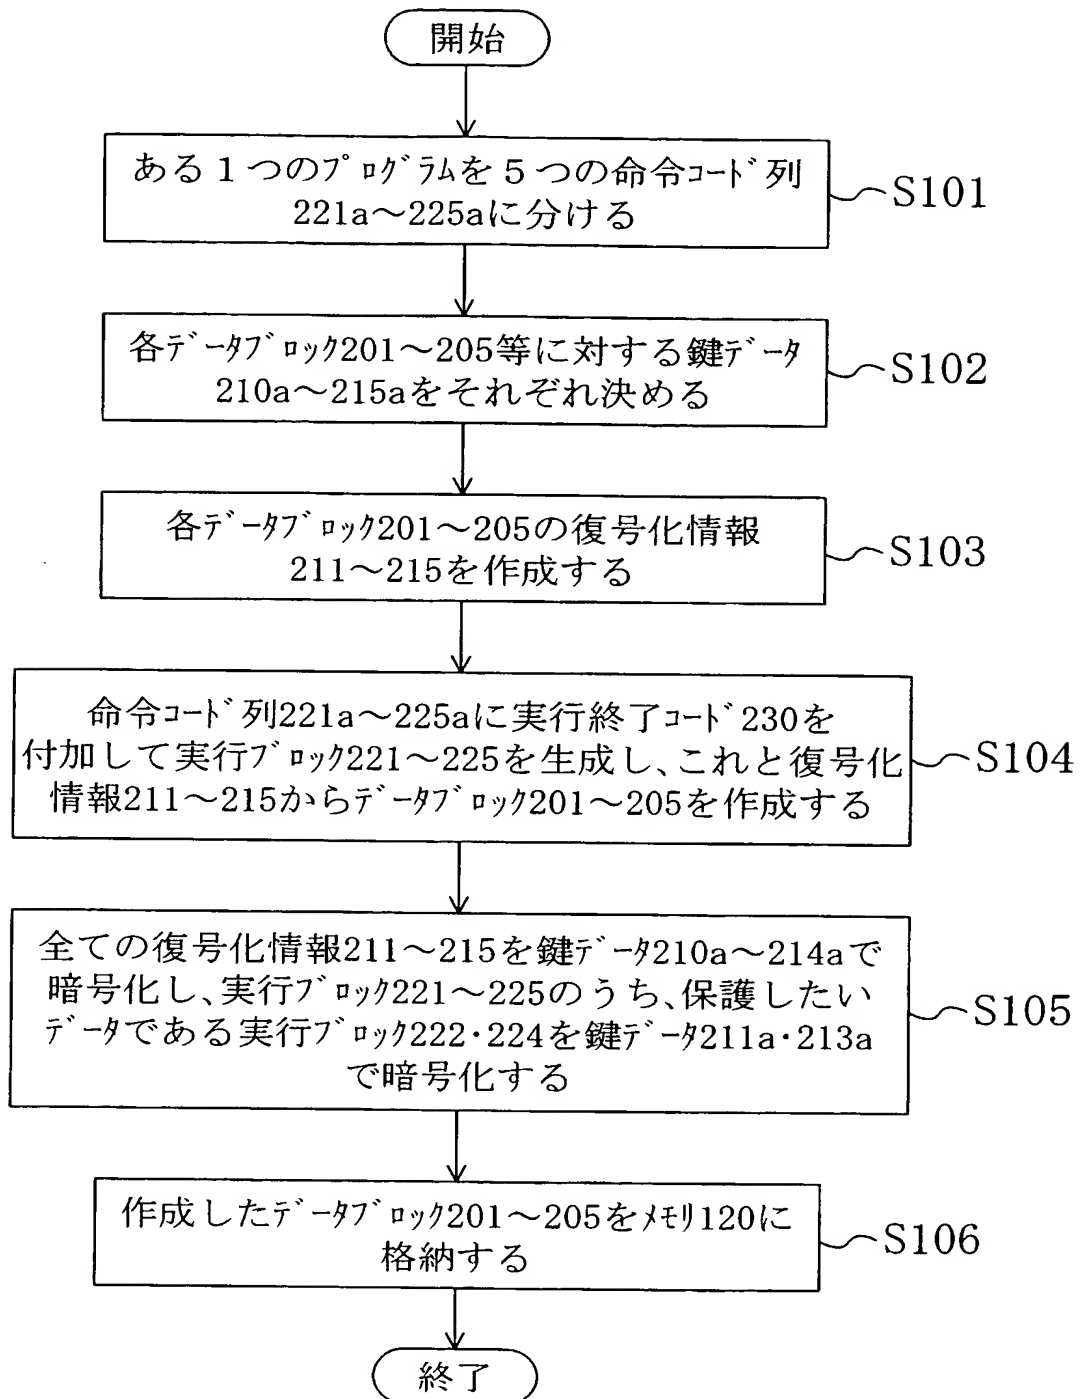 開始
ある1つのプログラムを5つの命令コード列
221a~225aに分ける
S101
各データブロック201~205等に対する鍵データ
210a~215aをそれぞれ決める
S102
各データブロック201~205の復号化情報
211~215を作成する
S103
命令コード列221a~225aに実行終了コード230を
付加して実行ブロック221~225を生成し、これと復号化
情報211~215からデータブロック201~205を作成する
S104
全ての復号化情報211~215を鍵データ210a~214aで
暗号化し、実行ブロック221~225のうち、保護したい
データである実行ブロック222・224を鍵データ211a・213a
で暗号化する
S105
作成したデータブロック201~205をメモリ120に
格納する
S106
終了